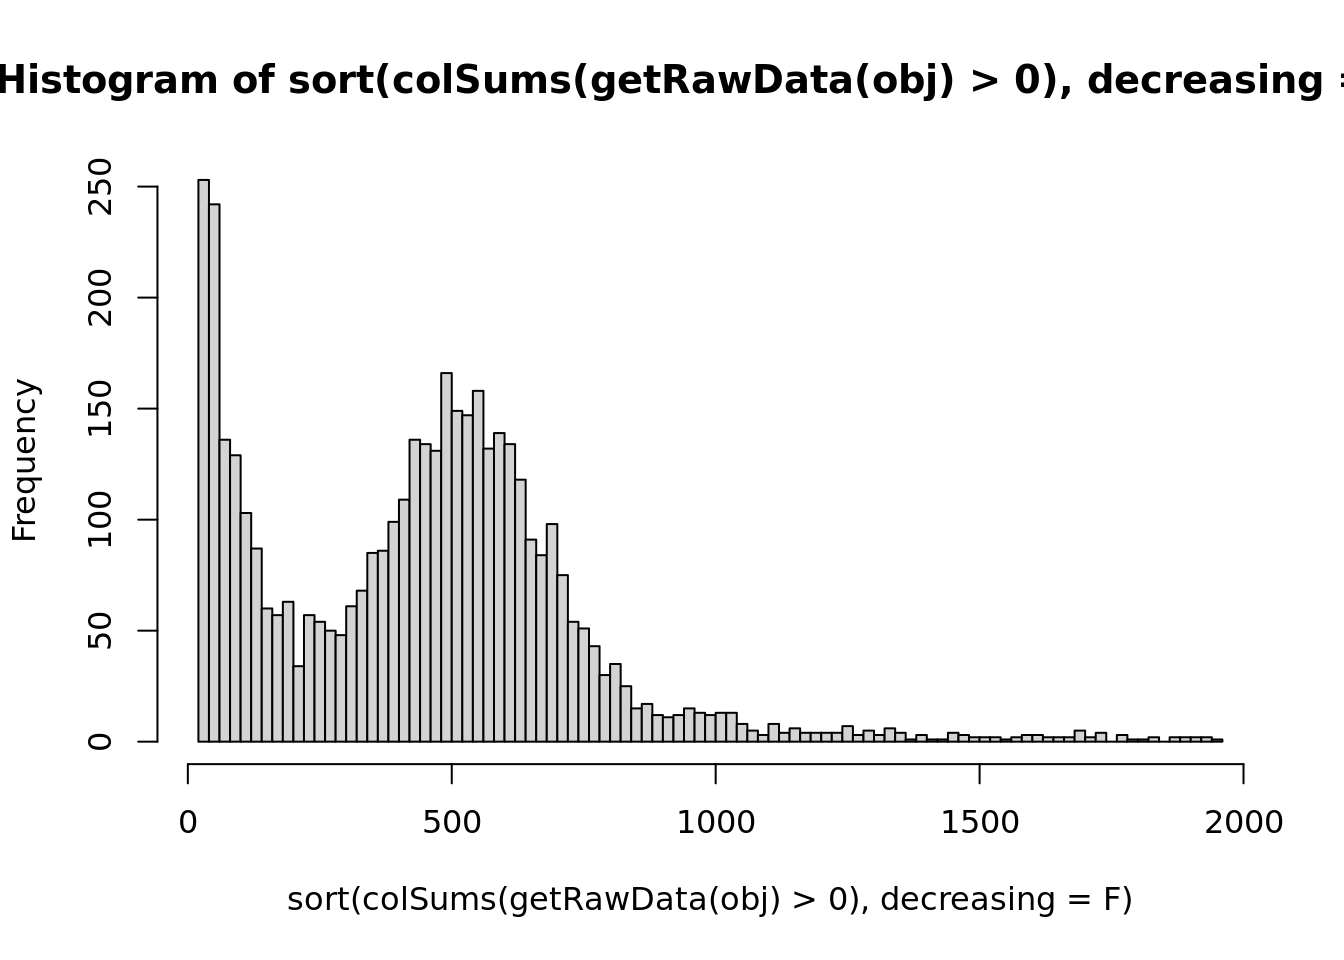 Histogram of sort(colSums(getRawData(obj) > 0), decreasing =
250
200
150
100
50
0
Frequency
0 500 1000 1500 2000
sort(colSums(getRawData(obj) > 0), decreasing = F)